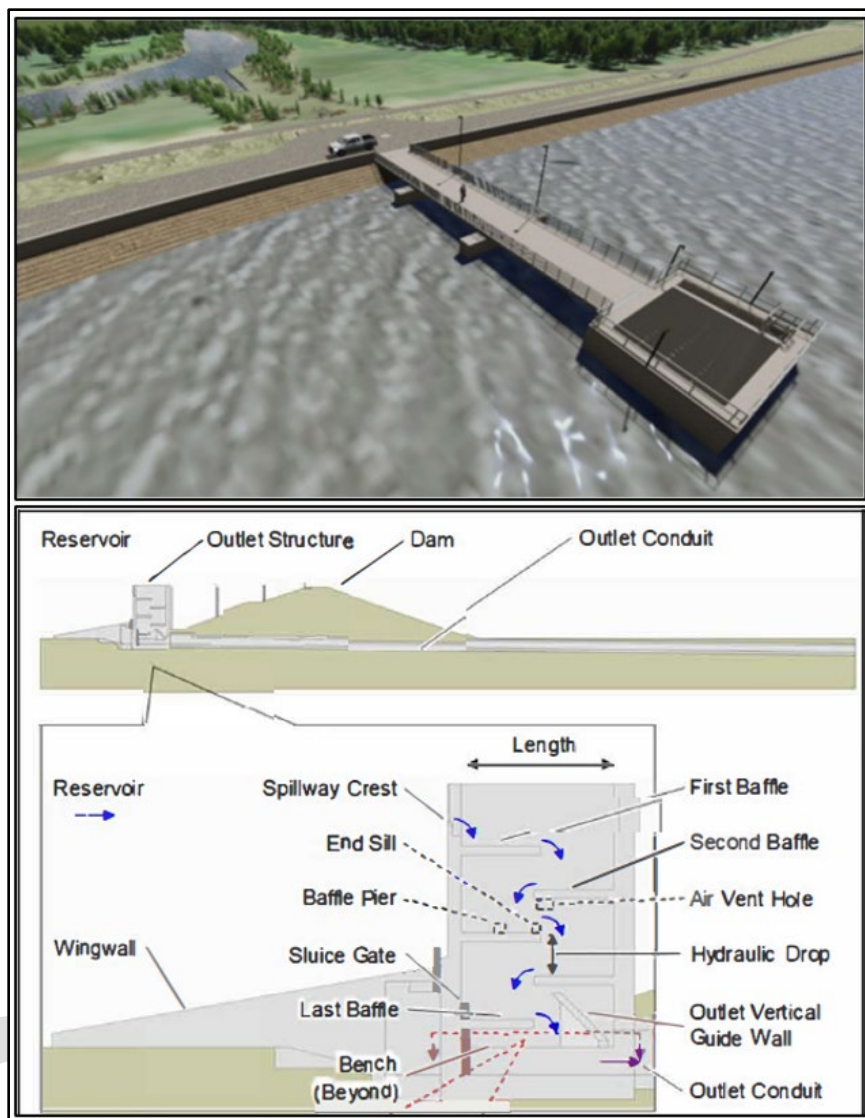 Reservoir
Outlet Structure
Dam
Outlet Conduit
Length
Reservoir
Spillway Crest
First Baffle
End Sill
Second Baffle
Baffle Pier
Air Vent Hole
Wingwall
Sluice Gate
Hydraulic Drop
Last Baffle
Outlet Vertical
Guide Wall
Bench
(Beyond)
Outlet Conduit